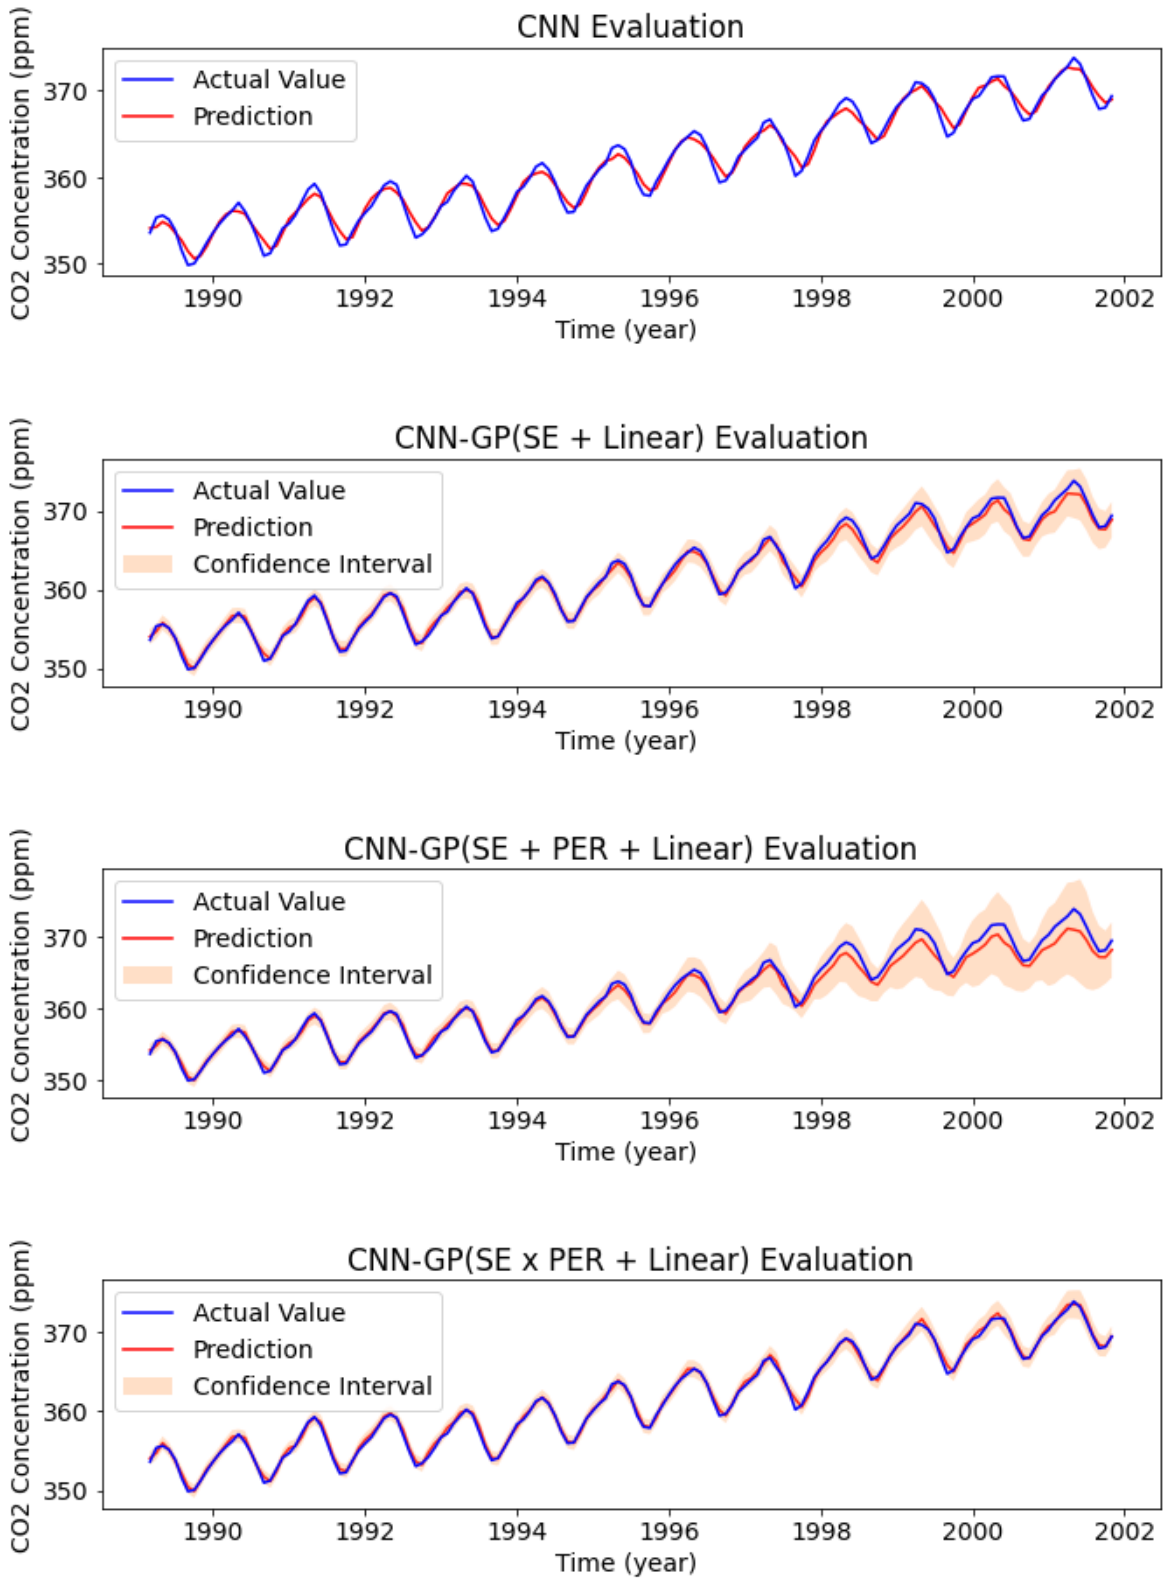 CNN Evaluation
CO2 Concentration (ppm)
Actual Value
Prediction
370
360
350
1990 1992 1994 1996 1998 2000 2002
Time (year)
CNN-GP(SE + Linear) Evaluation
CO2 Concentration (ppm)
Actual Value
Prediction
Confidence Interval
370
360
350
1990 1992 1994 1996 1998 2000 2002
Time (year)
CNN-GP(SE + PER + Linear) Evaluation
CO2 Concentration (ppm)
Actual Value
Prediction
Confidence Interval
370
360
350
1990 1992 1994 1996 1998 2000 2002
Time (year)
CNN-GP(SE x PER + Linear) Evaluation
CO2 Concentration (ppm)
Actual Value
Prediction
Confidence Interval
370
360
350
1990 1992 1994 1996 1998 2000 2002
Time (year)